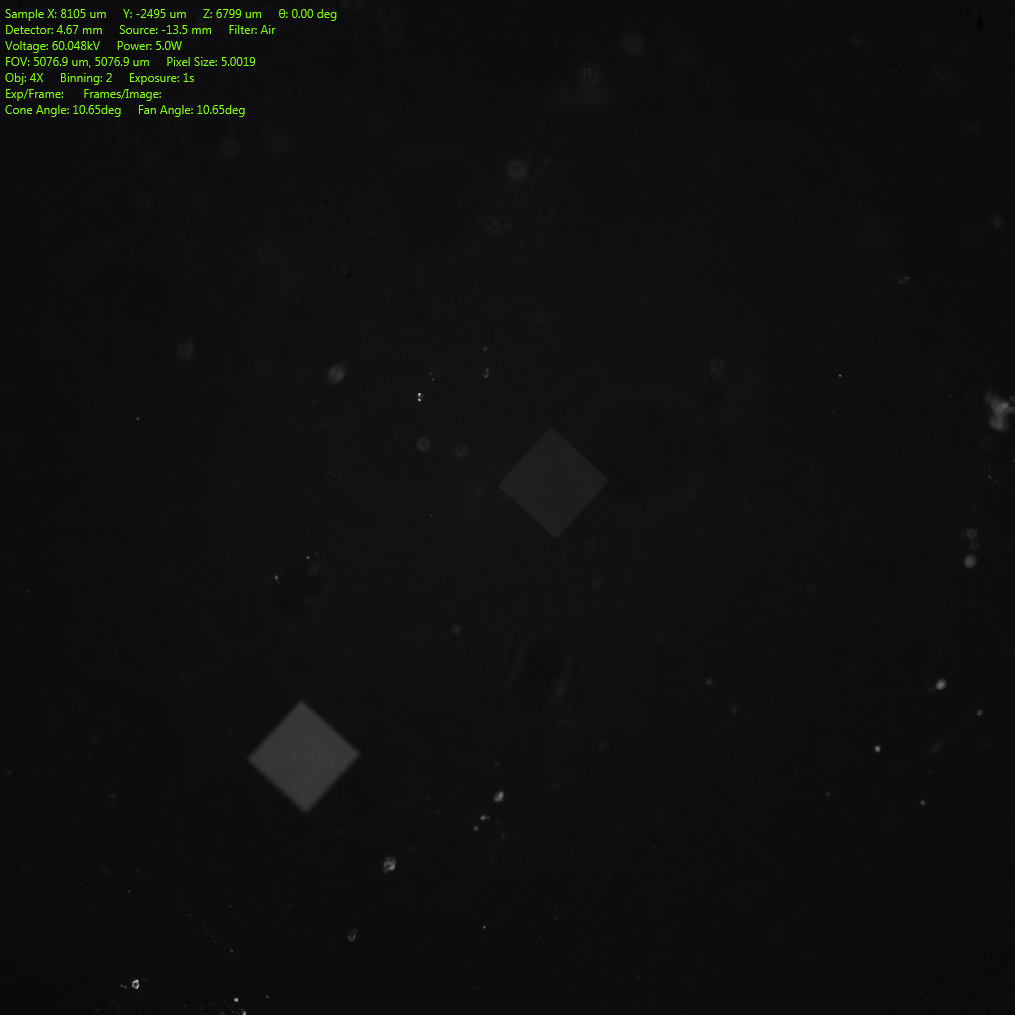 Sample X: 8105 um Y: -2495 um Z: 6799 um θ: 0.00 deg
Detector: 4.67 mm Source: -13.5 mm Filter: Air
Voltage: 60.048kV Power: 5.0W
FOV: 5076.9 um, 5076.9 um Pixel Size: 5.0019
Obj: 4X Binning: 2 Exposure: 1s
Exp/Frame: Frames/Image:
Cone Angle: 10.65deg Fan Angle: 10.65deg